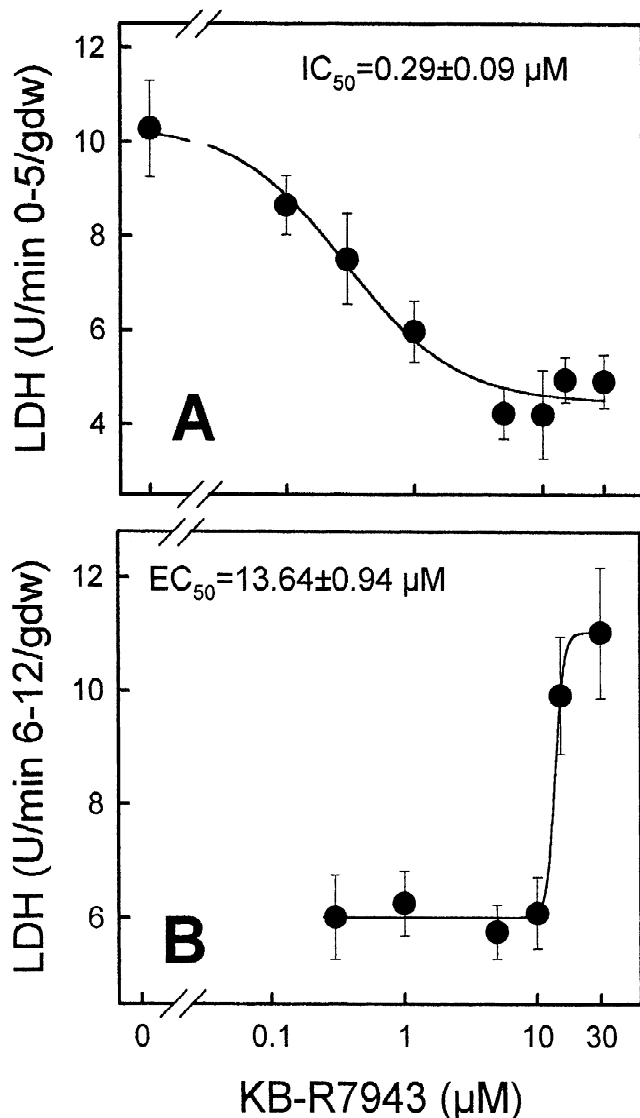 12
10
8
6
4
LDH (U/min 0-5/gdw)
IC50=0.29±0.09 µM
A
12
10
8
6
LDH (U/min 6-12/gdw)
EC50=13.64±0.94 µM
B
0 0.1 1 10 30
KB-R7943 (µM)